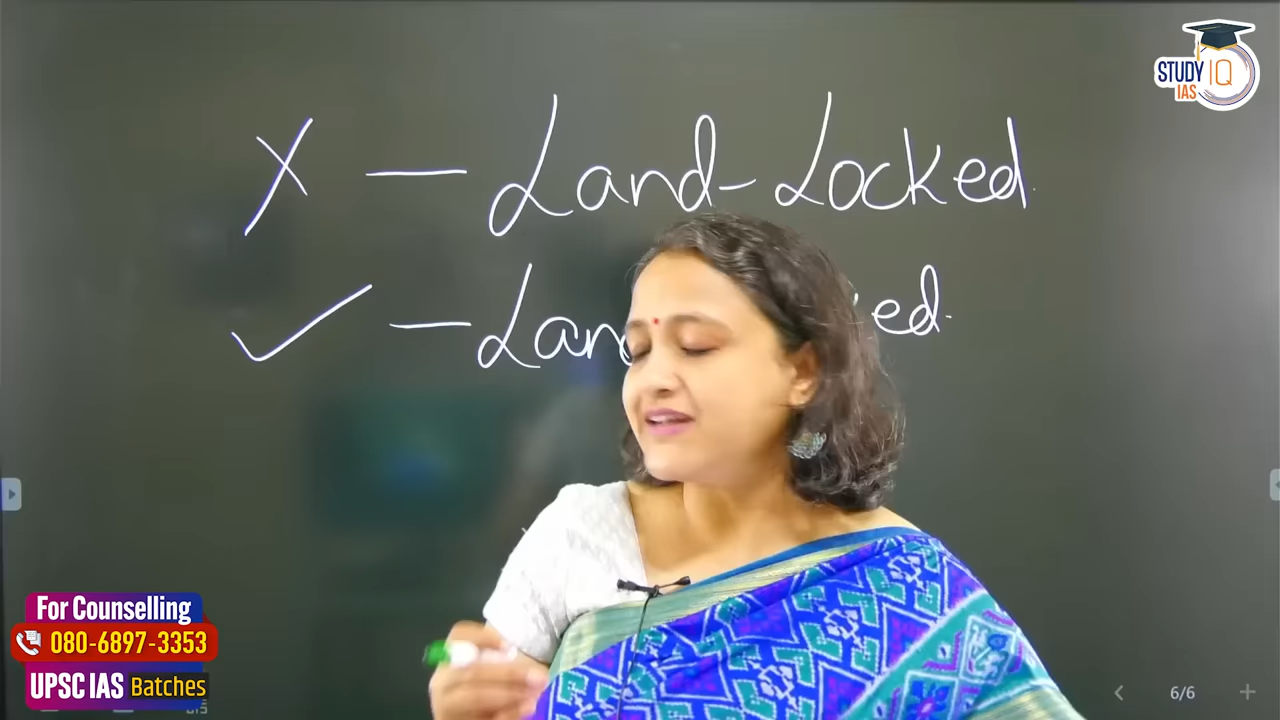 STUDY IQ
IAS
X — Land-Locked
✓ — Lan ed.
For Counselling
080-6897-3353
UPSC IAS Batches
6/6